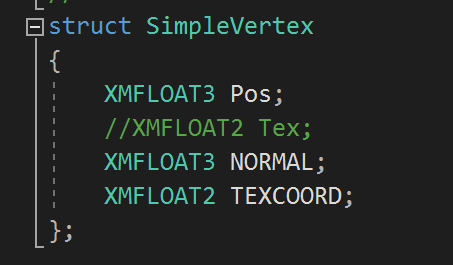 //
struct SimpleVertex
{
XMFLOAT3 Pos;
//XMFLOAT2 Tex;
XMFLOAT3 NORMAL;
XMFLOAT2 TEXCOORD;
};